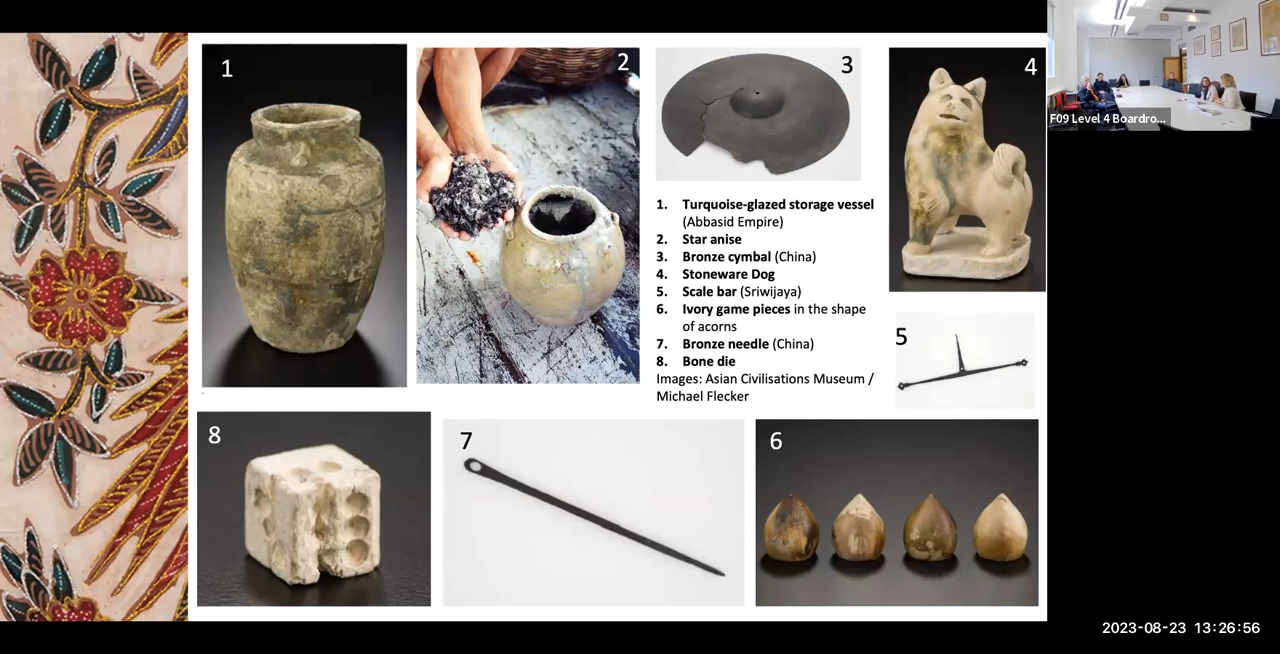 1
2
3
4
F09 Level 4 Boardro...
1. Turquoise-glazed storage vessel
(Abbasid Empire)
2. Star anise
3. Bronze cymbal (China)
4. Stoneware Dog
5. Scale bar (Sriwijaya)
6. Ivory game pieces in the shape
of acorns
7. Bronze needle (China)
8. Bone die
Images: Asian Civilisations Museum /
Michael Flecker
5
8
7
6
2023-08-23 13:26:56